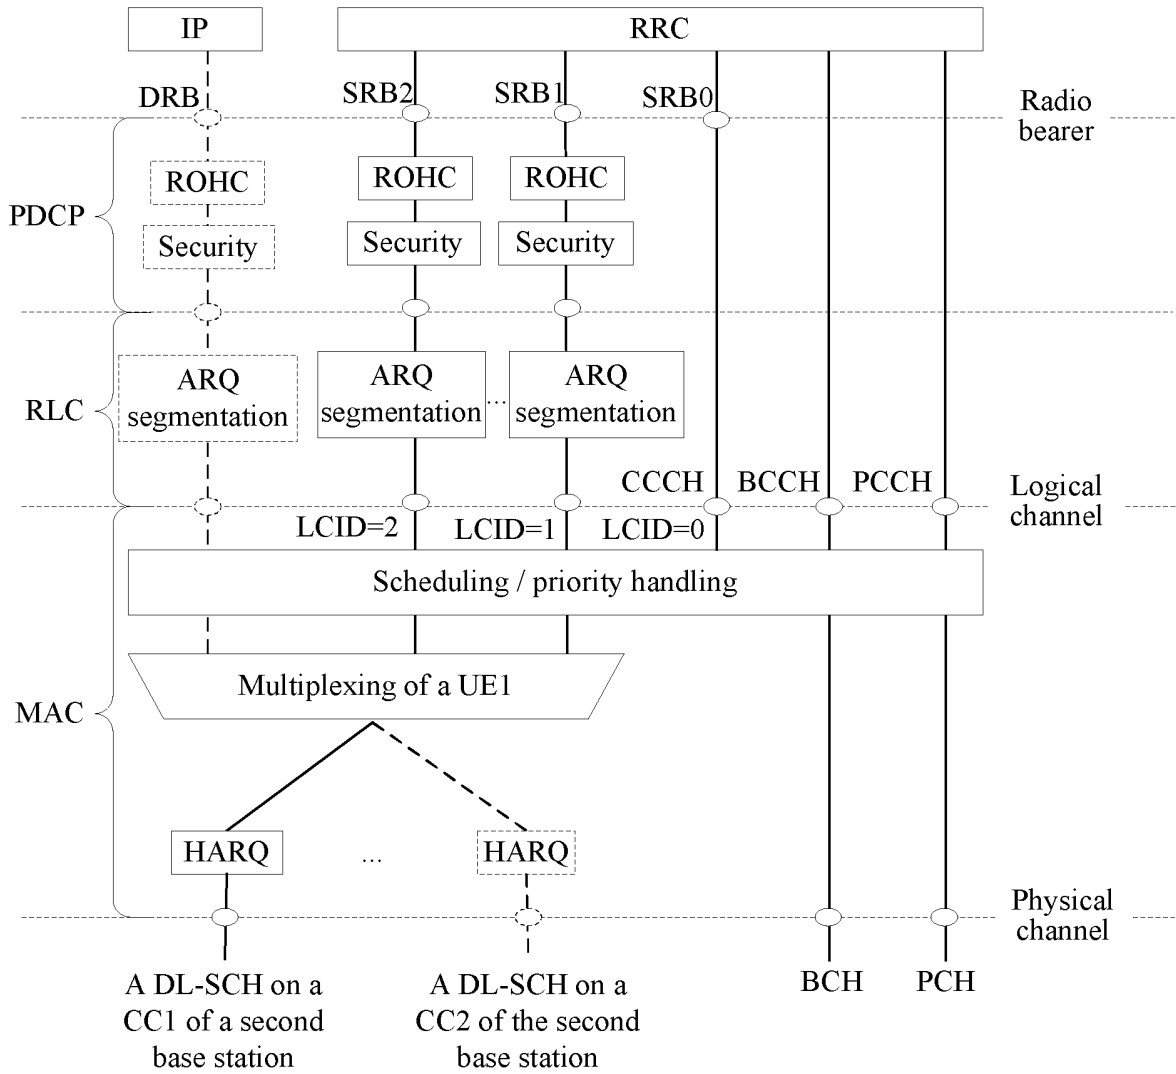 IP
RRC
DRB
SRB2
SRB1
SRB0
Radio
bearer
ROHC
ROHC
ROHC
PDCP
Security
Security
Security
ARQ
segmentation
ARQ
segmentation
...
ARQ
segmentation
RLC
CCCH
BCCH
PCCH
Logical
channel
LCID=2
LCID=1
LCID=0
Scheduling / priority handling
Multiplexing of a UE1
MAC
HARQ
...
HARQ
Physical
channel
A DL-SCH on a
CC1 of a second
base station
A DL-SCH on a
CC2 of the second
base station
BCH
PCH